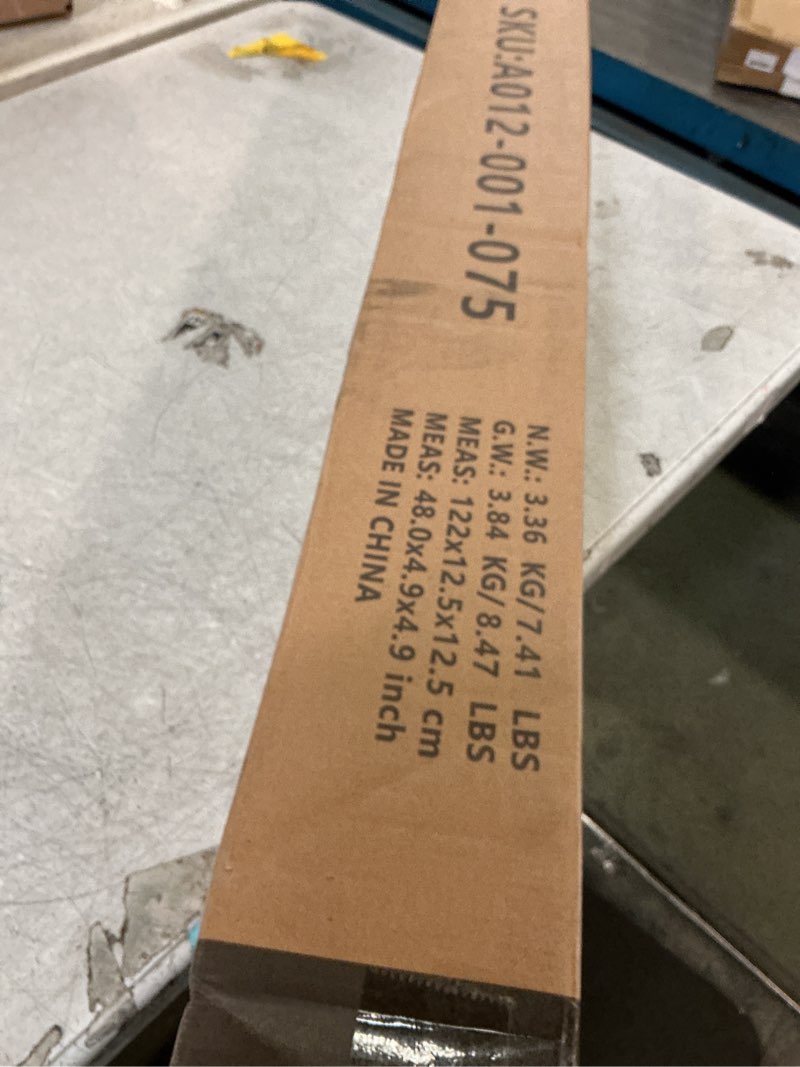 SKU:A012-001-075
N.W.: 3.36 KG/7.41 LBS
G.W.: 3.84 KG/8.47 LBS
MEAS: 122x12.5x12.5 cm
MEAS: 48.0x4.9x4.9 inch
MADE IN CHINA